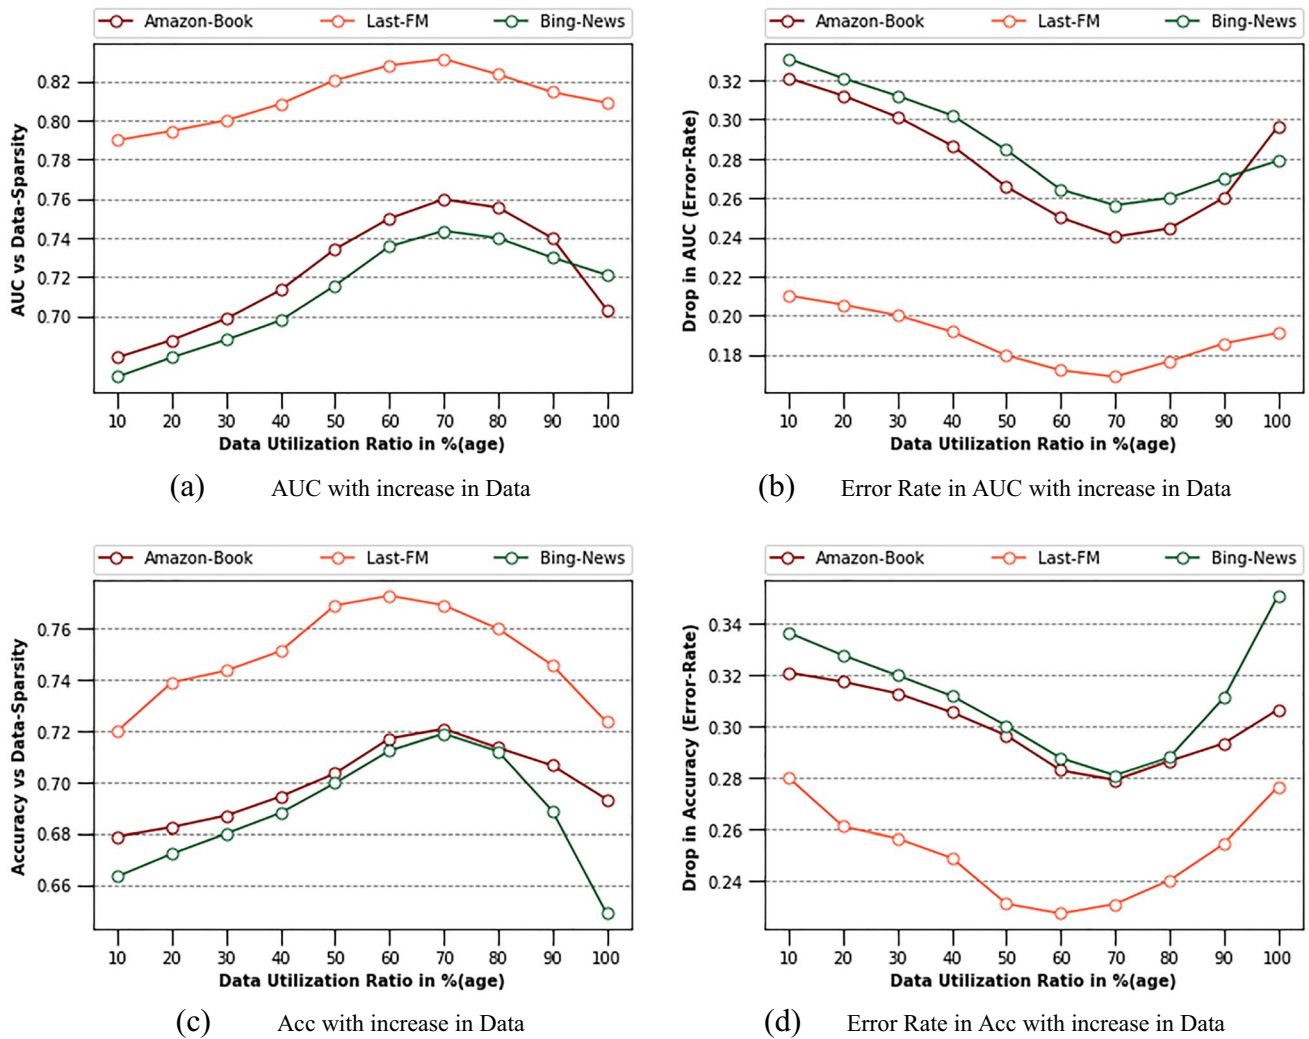 Amazon-Book Last-FM Bing-News
AUC vs Data-Sparsity
0.82
0.80
0.78
0.76
0.74
0.72
0.70
10 20 30 40 50 60 70 80 90 100
Data Utilization Ratio in %(age)
(a) AUC with increase in Data
Amazon-Book Last-FM Bing-News
Drop in AUC (Error-Rate)
0.32
0.30
0.28
0.26
0.24
0.22
0.20
0.18
10 20 30 40 50 60 70 80 90 100
Data Utilization Ratio in %(age)
(b) Error Rate in AUC with increase in Data
Amazon-Book Last-FM Bing-News
Accuracy vs Data-Sparsity
0.76
0.74
0.72
0.70
0.68
0.66
10 20 30 40 50 60 70 80 90 100
Data Utilization Ratio in %(age)
(c) Acc with increase in Data
Amazon-Book Last-FM Bing-News
Drop in Accuracy (Error-Rate)
0.34
0.32
0.30
0.28
0.26
0.24
10 20 30 40 50 60 70 80 90 100
Data Utilization Ratio in %(age)
(d) Error Rate in Acc with increase in Data